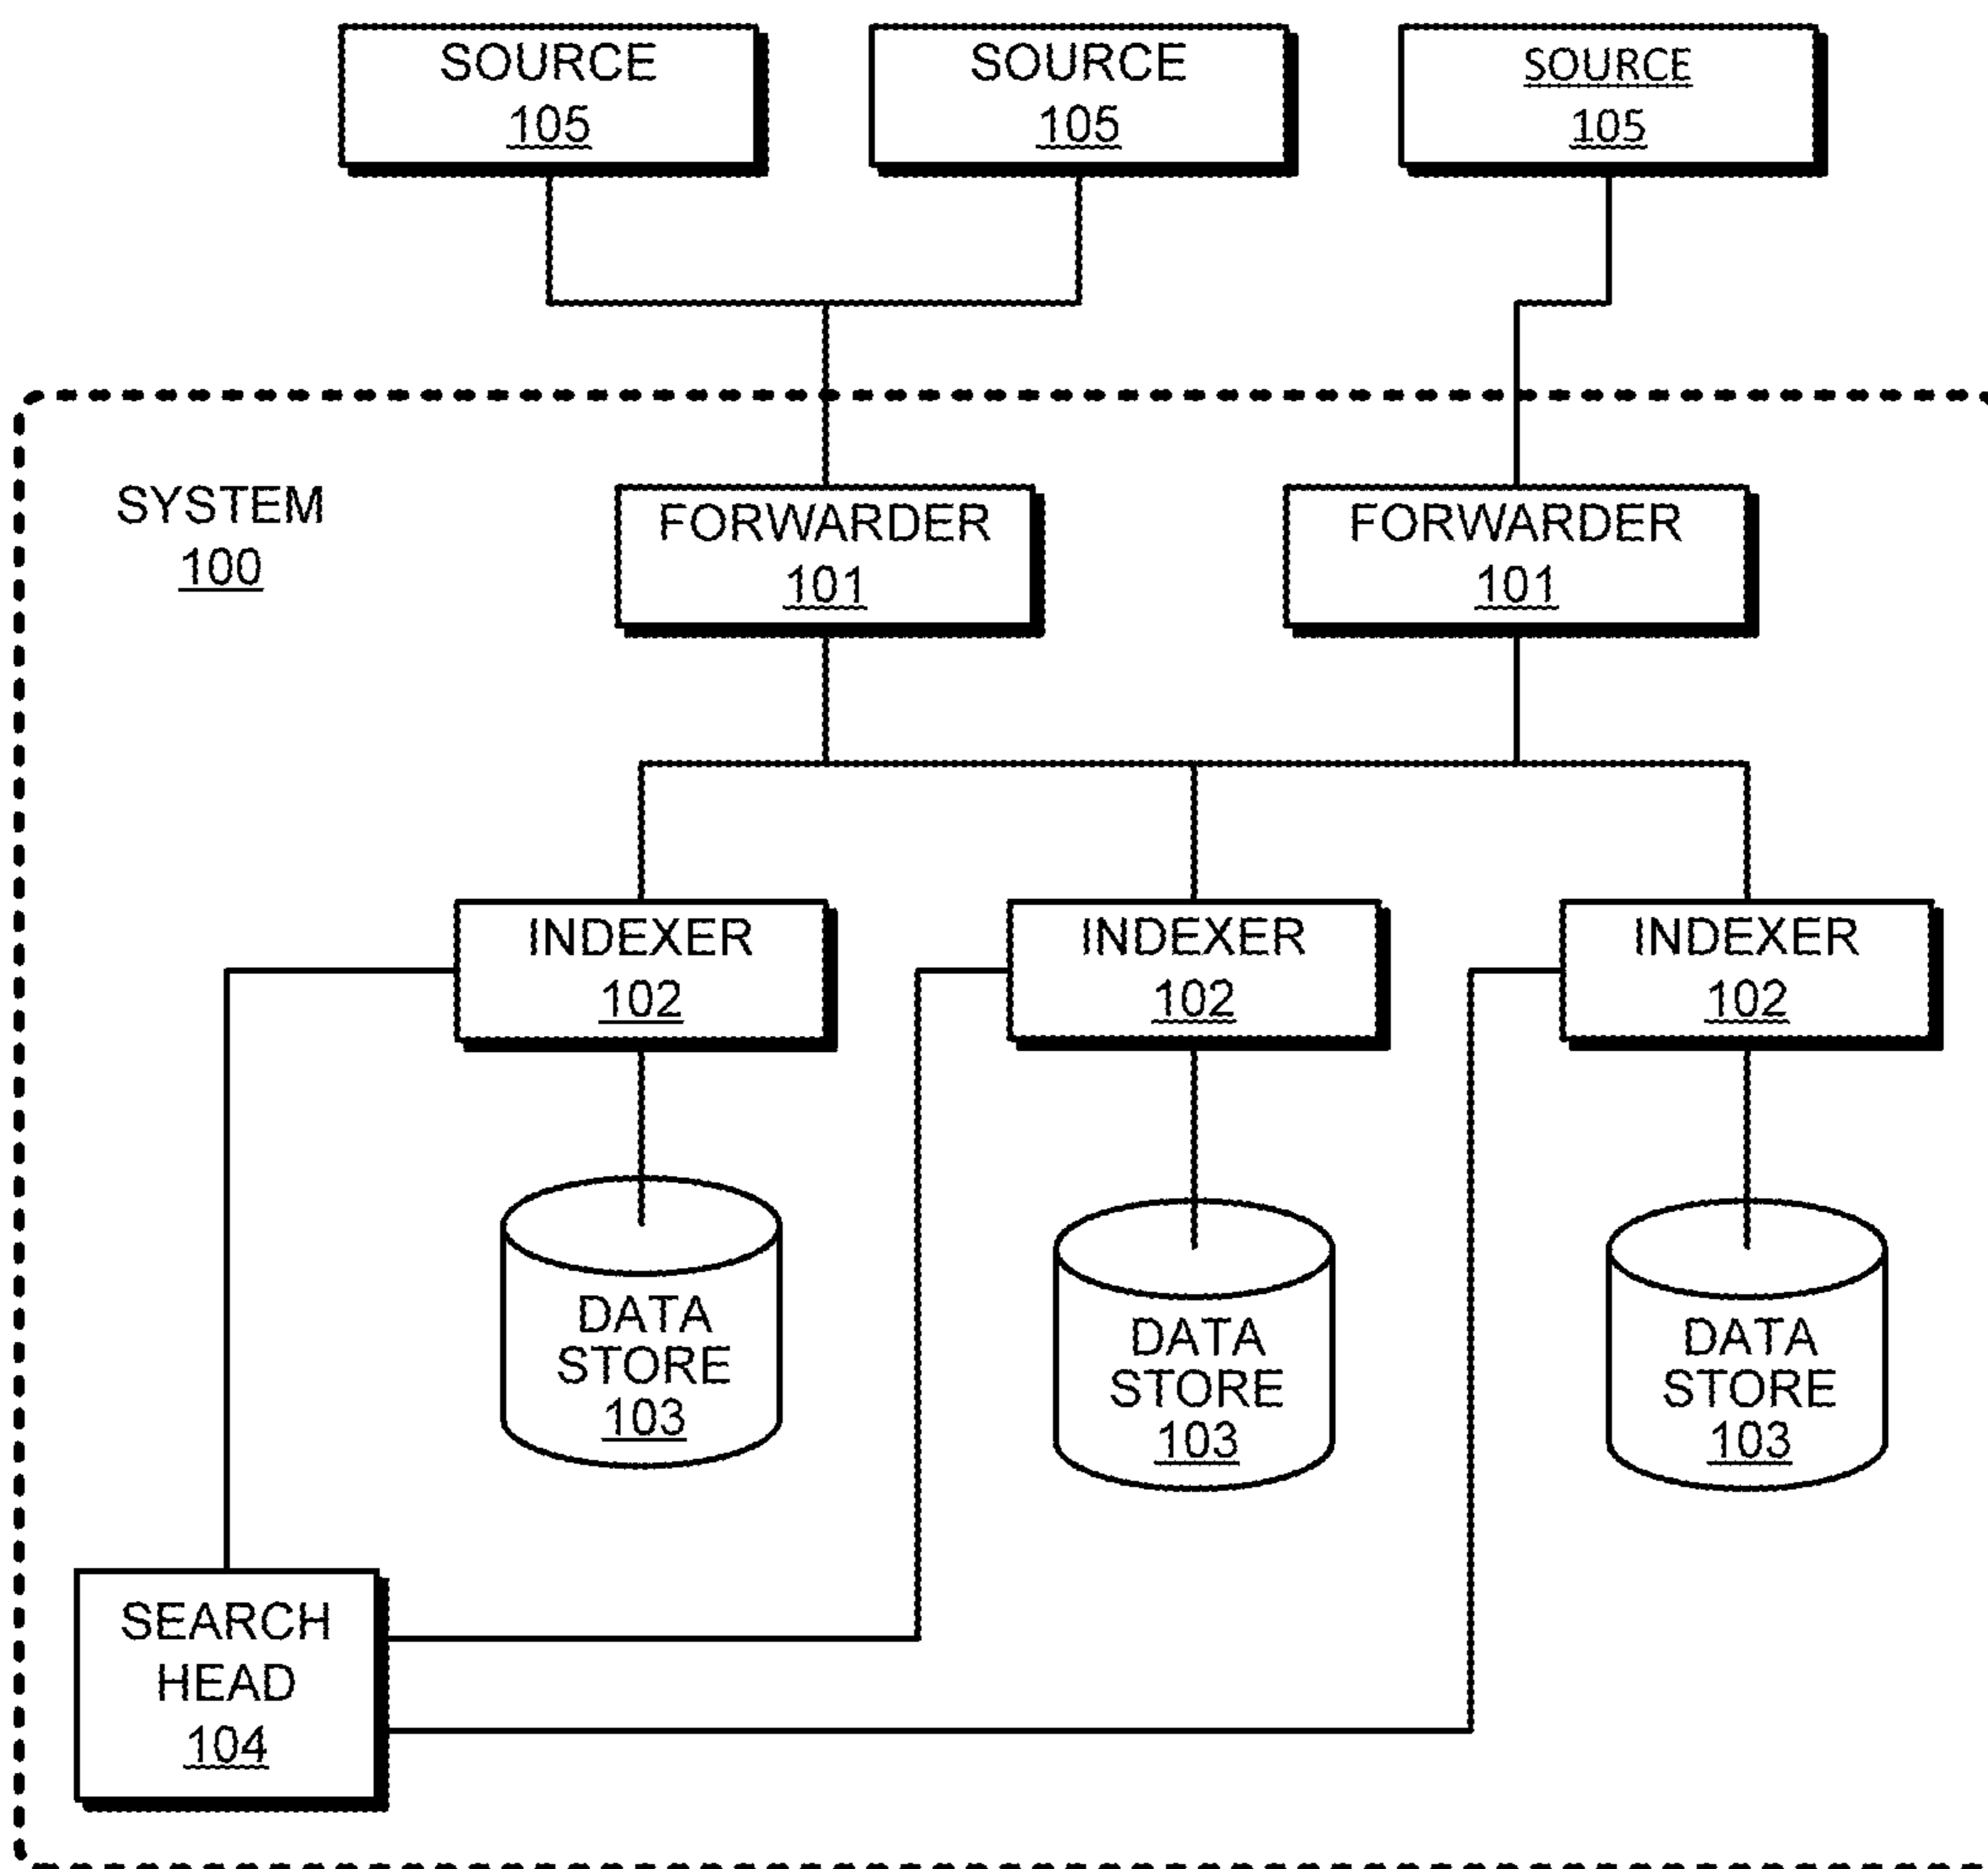 SOURCE
105
SOURCE
105
SOURCE
105
SYSTEM
100
FORWARDER
101
FORWARDER
101
INDEXER
102
INDEXER
102
INDEXER
102
DATA
STORE
103
DATA
STORE
103
DATA
STORE
103
SEARCH
HEAD
104